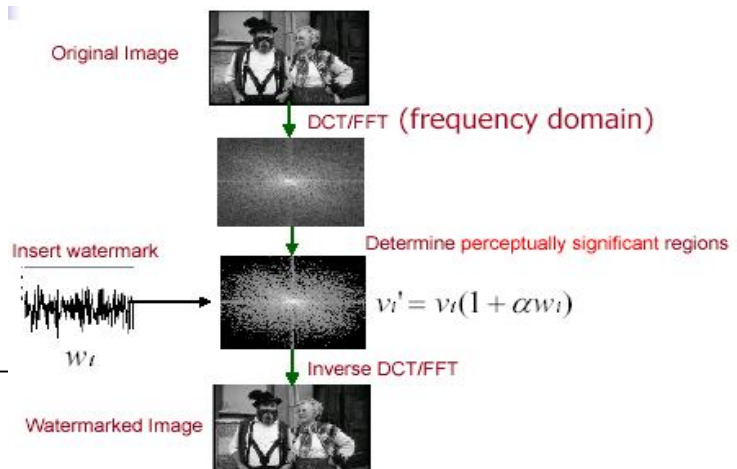 Original Image
DCT/FFT (frequency domain)
Determine perceptually significant regions
Insert watermark
vᵢ' = vᵢ(1 + αwᵢ)
wᵢ
Inverse DCT/FFT
Watermarked Image